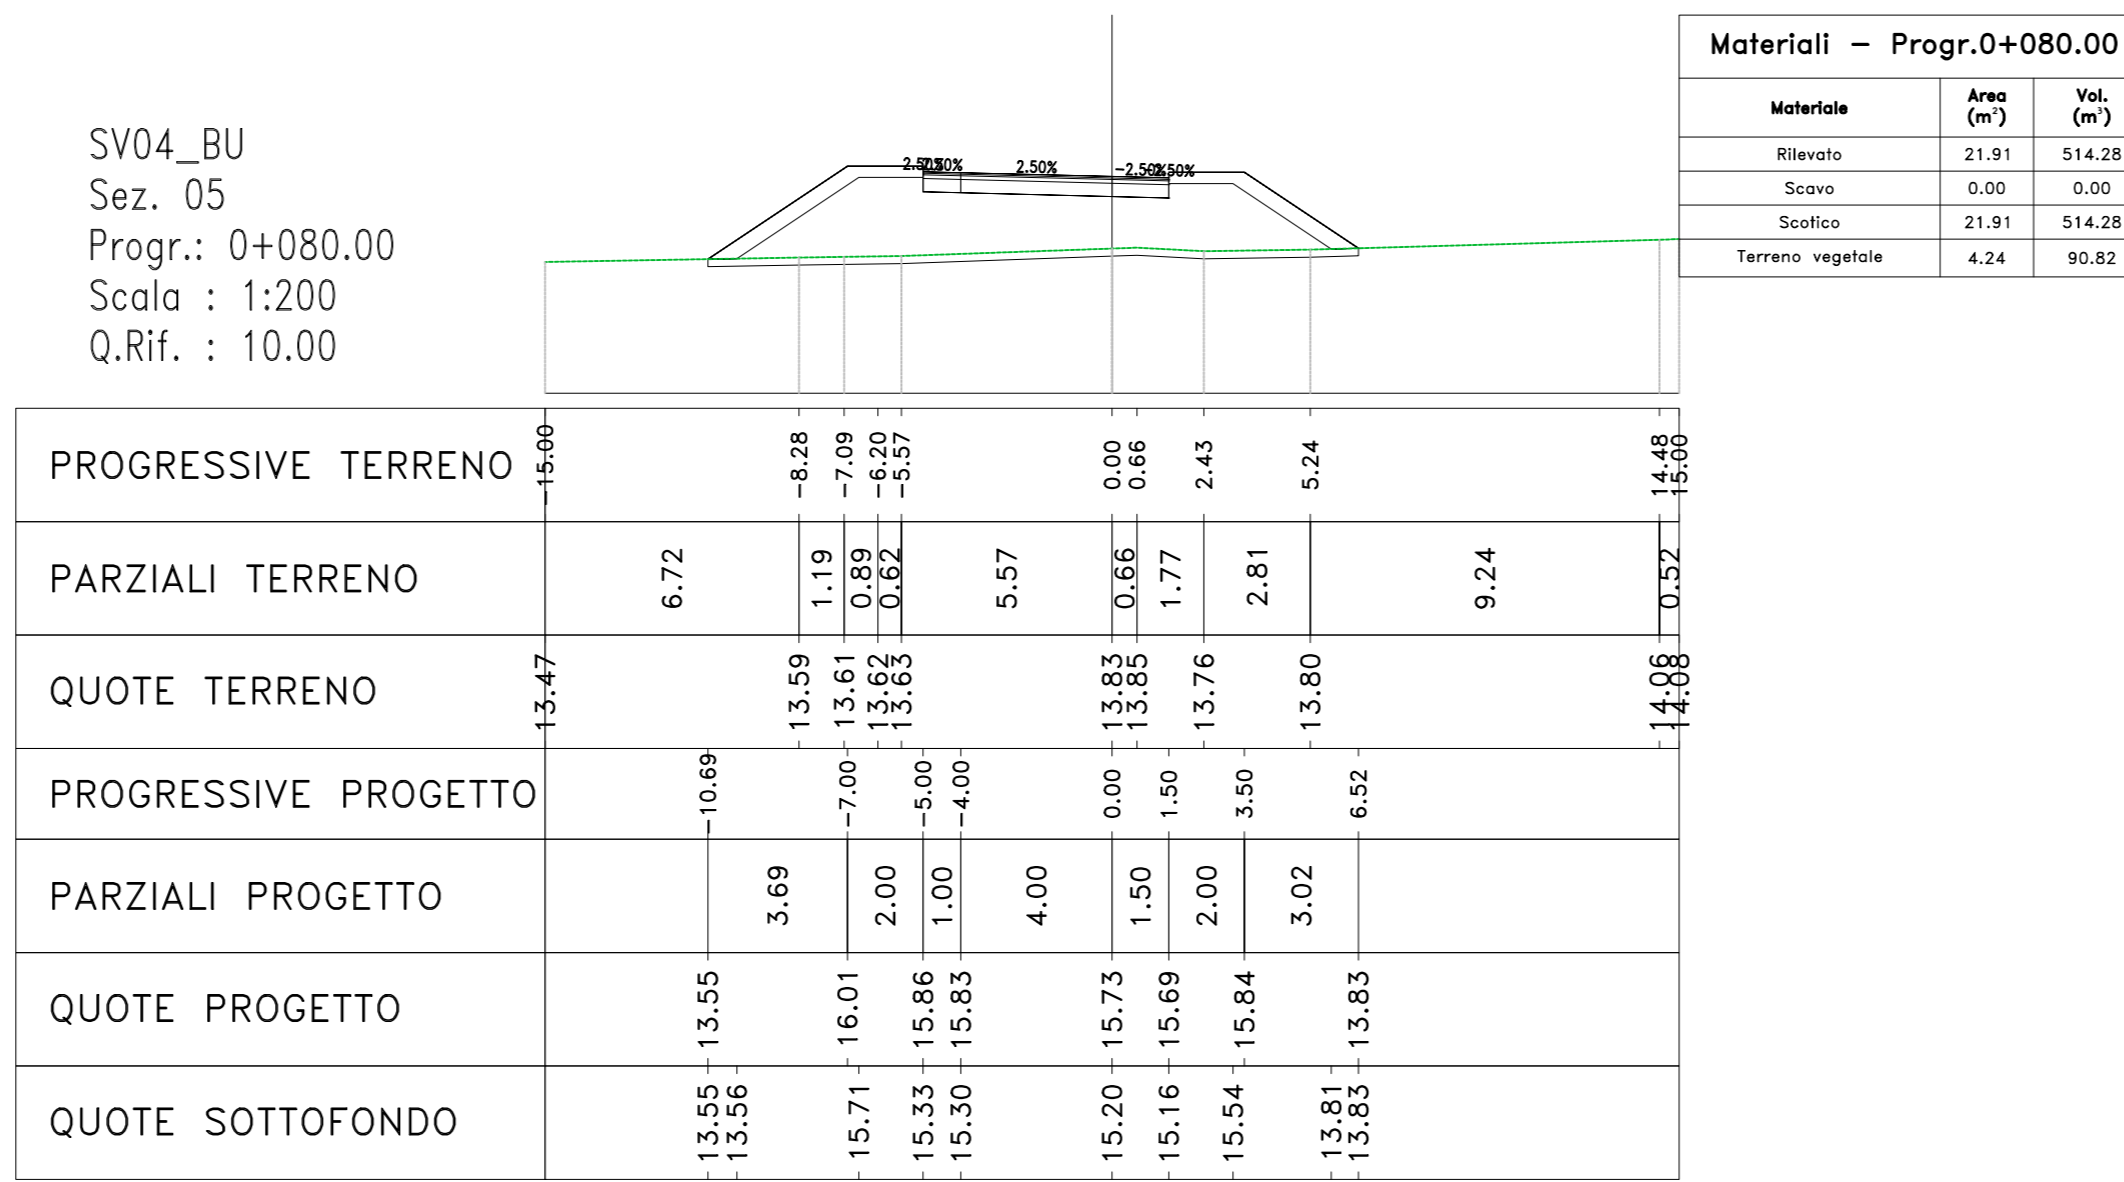 SV04_BU
Sez. 05
Progr.: 0+080.00
Scala : 1:200
Q.Rif. : 10.00
2.50% 2.50% 2.50% -2.50% -2.50%
Materiali - Progr.0+080.00
Materiale Area (m²) Vol. (m³)
Rilevato 21.91 514.28
Scavo 0.00 0.00
Scotico 21.91 514.28
Terreno vegetale 4.24 90.82
PROGRESSIVE TERRENO -15.00 -8.28 -7.09 -6.20 -5.57 0.00 0.66 2.43 5.24 14.48 15.00
PARZIALI TERRENO 6.72 1.19 0.89 0.62 5.57 0.66 1.77 2.81 9.24 0.52
QUOTE TERRENO 13.47 13.59 13.61 13.62 13.63 13.83 13.85 13.76 13.80 14.06 14.08
PROGRESSIVE PROGETTO -10.69 -7.00 -5.00 -4.00 0.00 1.50 3.50 6.52
PARZIALI PROGETTO 3.69 2.00 1.00 4.00 1.50 2.00 3.02
QUOTE PROGETTO 13.55 16.01 15.86 15.83 15.73 15.69 15.84 13.83
QUOTE SOTTOFONDO 13.55 13.56 15.71 15.33 15.30 15.20 15.16 15.54 13.81 13.83